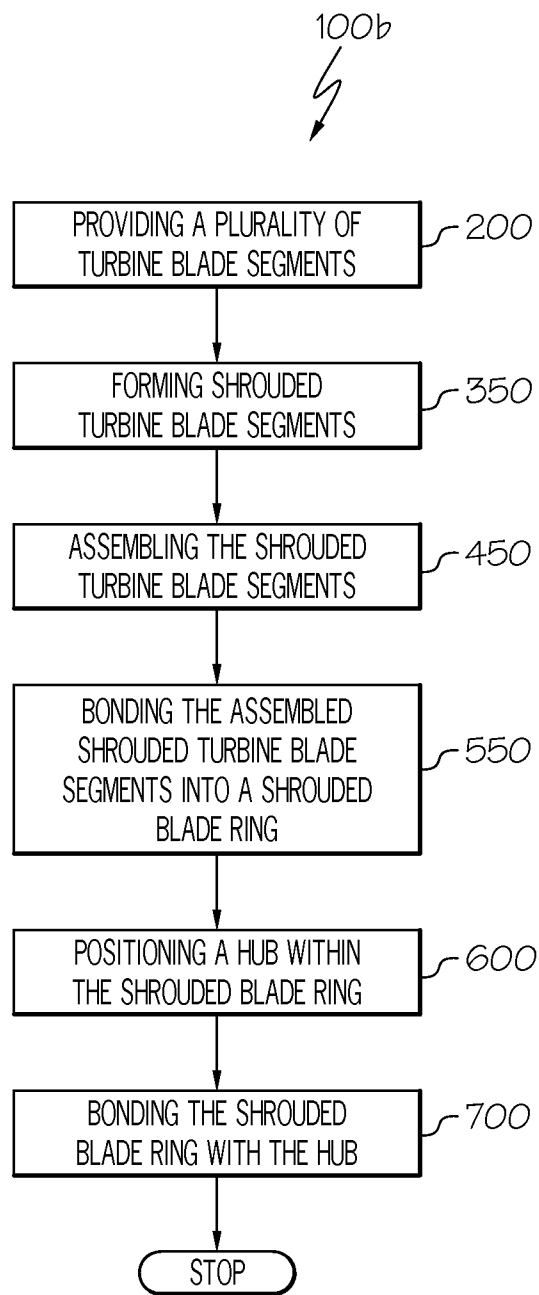 100b
PROVIDING A PLURALITY OF
TURBINE BLADE SEGMENTS
200
FORMING SHROUDED
TURBINE BLADE SEGMENTS
350
ASSEMBLING THE SHROUDED
TURBINE BLADE SEGMENTS
450
BONDING THE ASSEMBLED
SHROUDED TURBINE BLADE
SEGMENTS INTO A SHROUDED
BLADE RING
550
POSITIONING A HUB WITHIN
THE SHROUDED BLADE RING
600
BONDING THE SHROUDED
BLADE RING WITH THE HUB
700
STOP